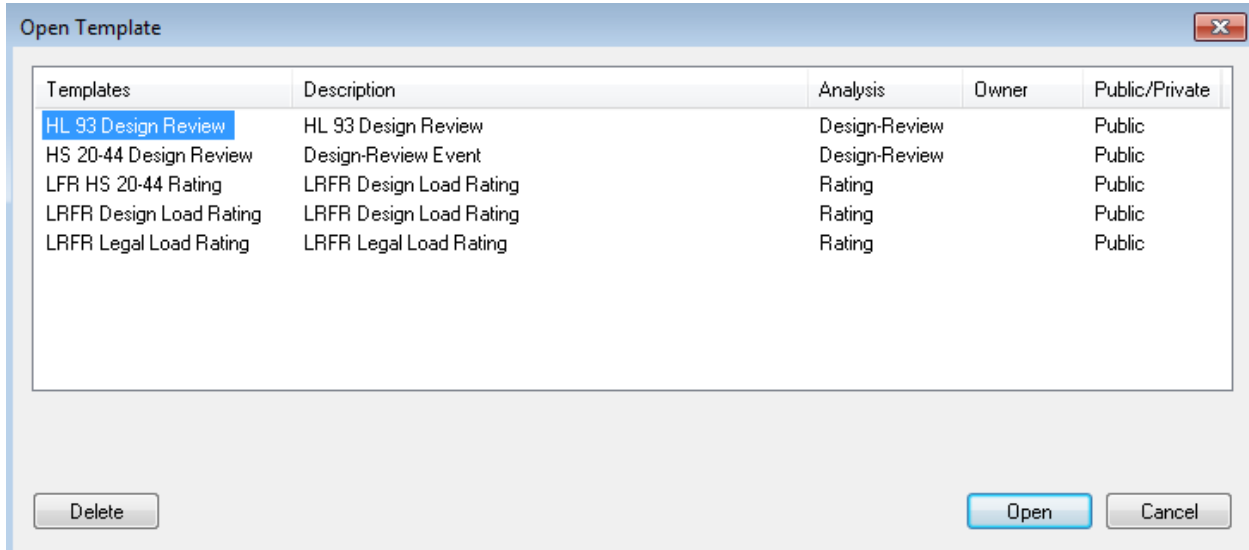 Open Template
Templates Description Analysis Owner Public/Private
HL 93 Design Review HL 93 Design Review Design-Review Public
HS 20-44 Design Review Design-Review Event Design-Review Public
LFR HS 20-44 Rating LRFR Design Load Rating Rating Public
LRFR Design Load Rating LRFR Design Load Rating Rating Public
LRFR Legal Load Rating LRFR Legal Load Rating Rating Public
Delete Open Cancel